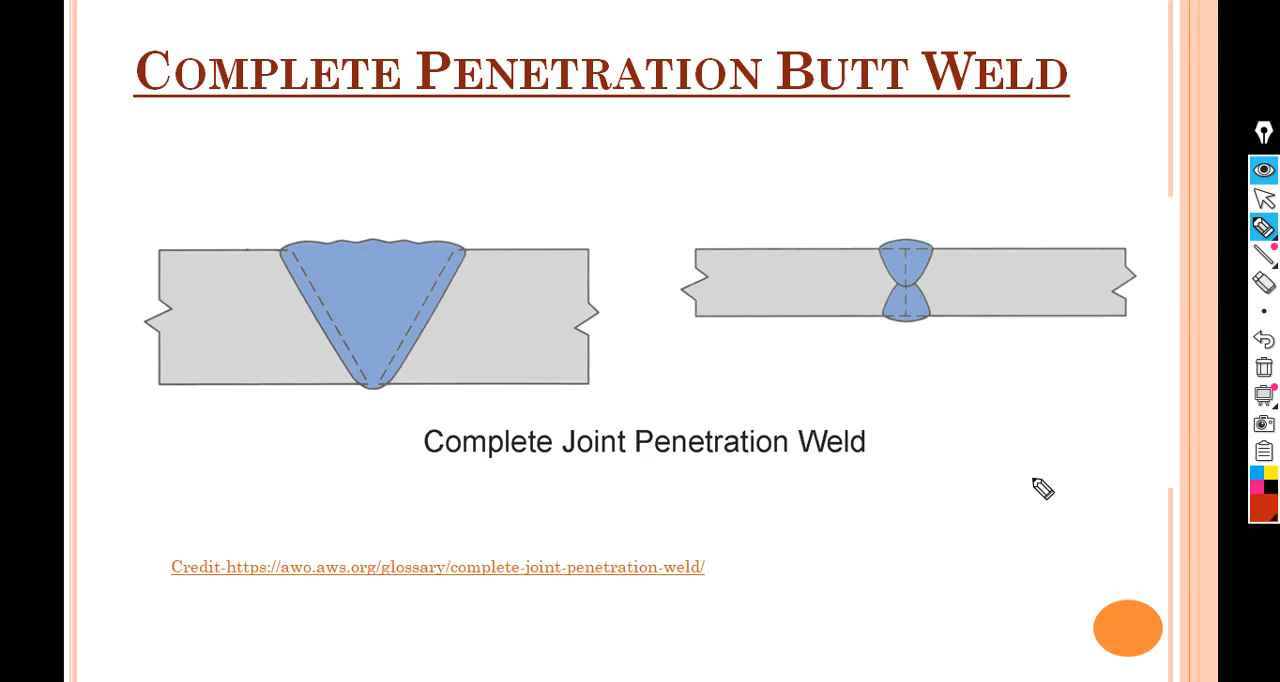 COMPLETE PENETRATION BUTT WELD
Complete Joint Penetration Weld
Credit-https://awo.aws.org/glossary/complete-joint-penetration-weld/